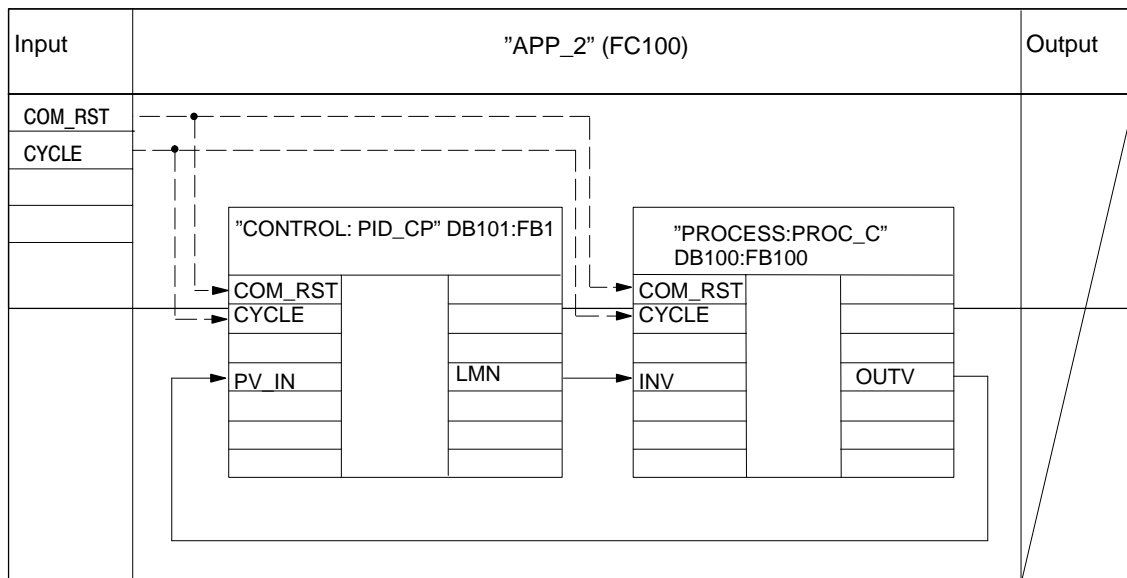 Input
”APP_2” (FC100)
Output
COM_RST
CYCLE
”CONTROL: PID_CP” DB101:FB1
”PROCESS:PROC_C”
DB100:FB100
COM_RST
COM_RST
CYCLE
CYCLE
PV_IN
LMN
INV
OUTV